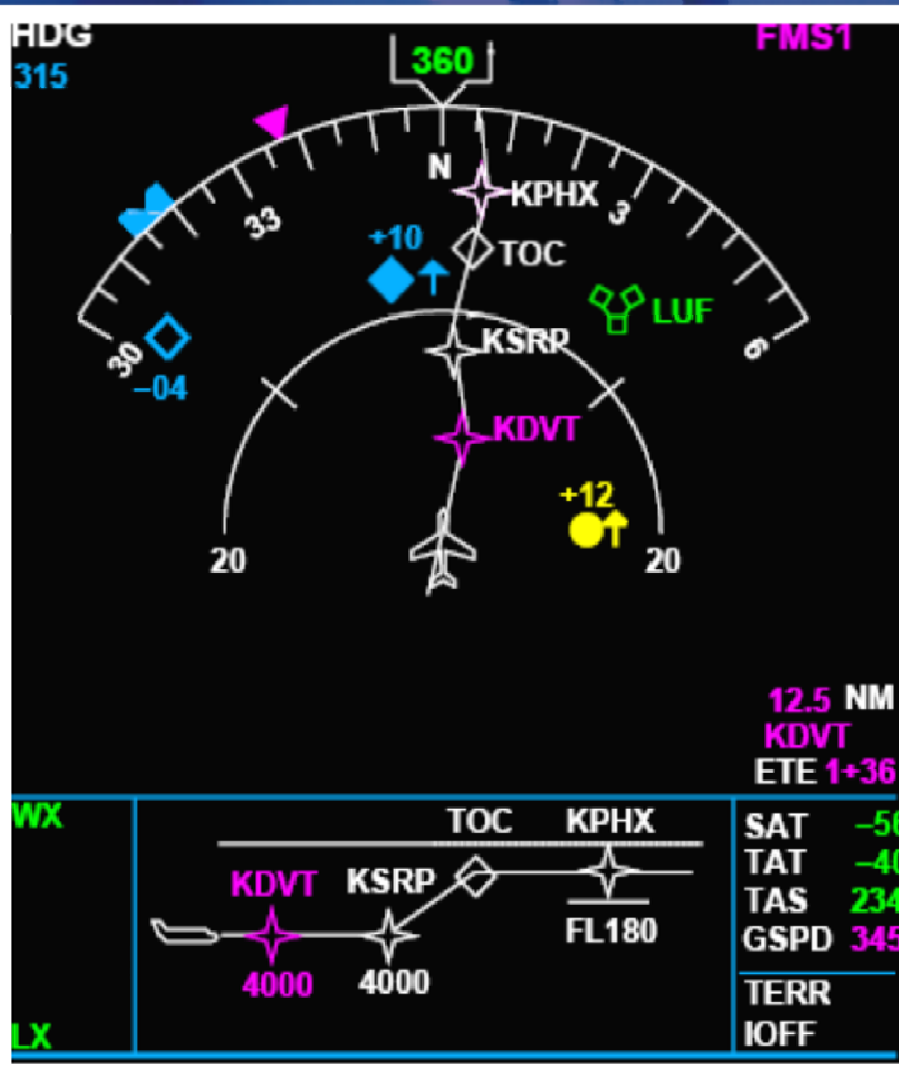 HDG
FMS1
315
360
N
33
3
30
6
KPHX
+10
TOC
LUF
KSRP
−04
KDVT
+12
20
20
12.5 NM
KDVT
ETE 1+36
WX
TOC KPHX
KDVT KSRP
4000 4000
FL180
SAT
TAT
TAS 234
GSPD 345
TERR
IOFF
LX